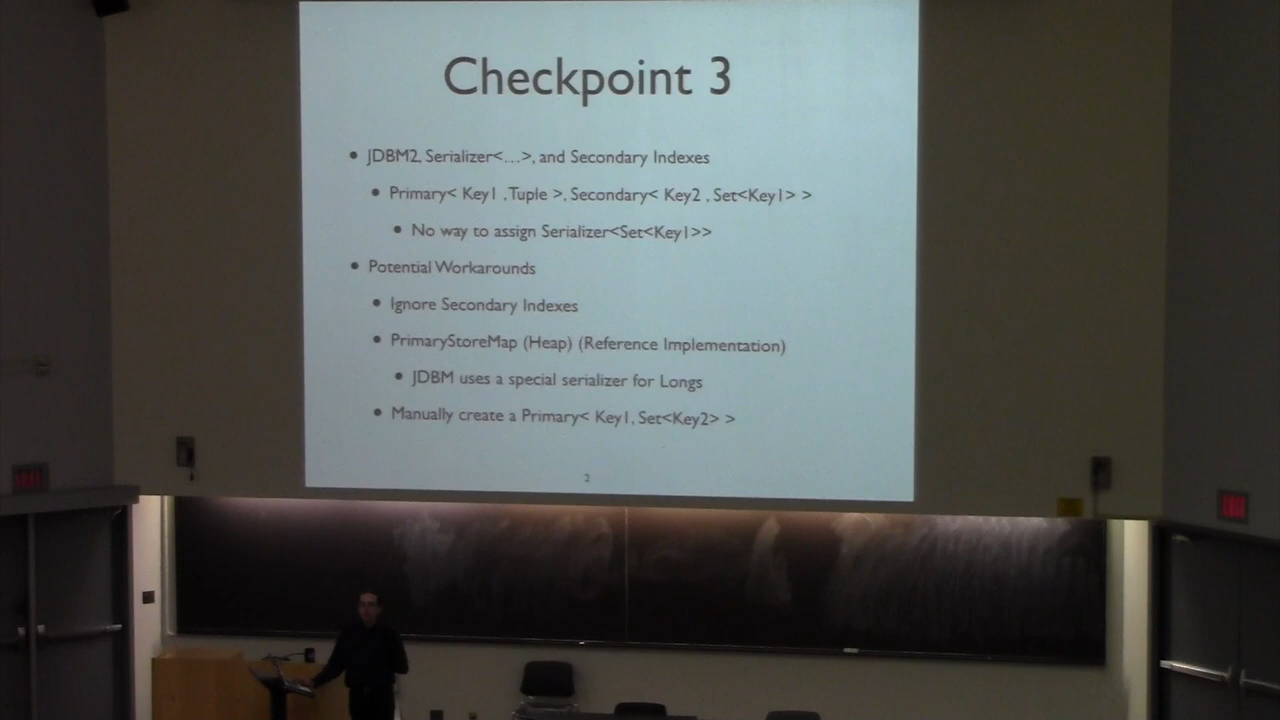 Checkpoint 3
• JDBM2, Serializer<...>, and Secondary Indexes
• Primary< Key1 , Tuple >, Secondary< Key2 , Set<Key1> >
• No way to assign Serializer<Set<Key1>>
• Potential Workarounds
• Ignore Secondary Indexes
• PrimaryStoreMap (Heap) (Reference Implementation)
• JDBM uses a special serializer for Longs
• Manually create a Primary< Key1, Set<Key2> >
2
EXIT